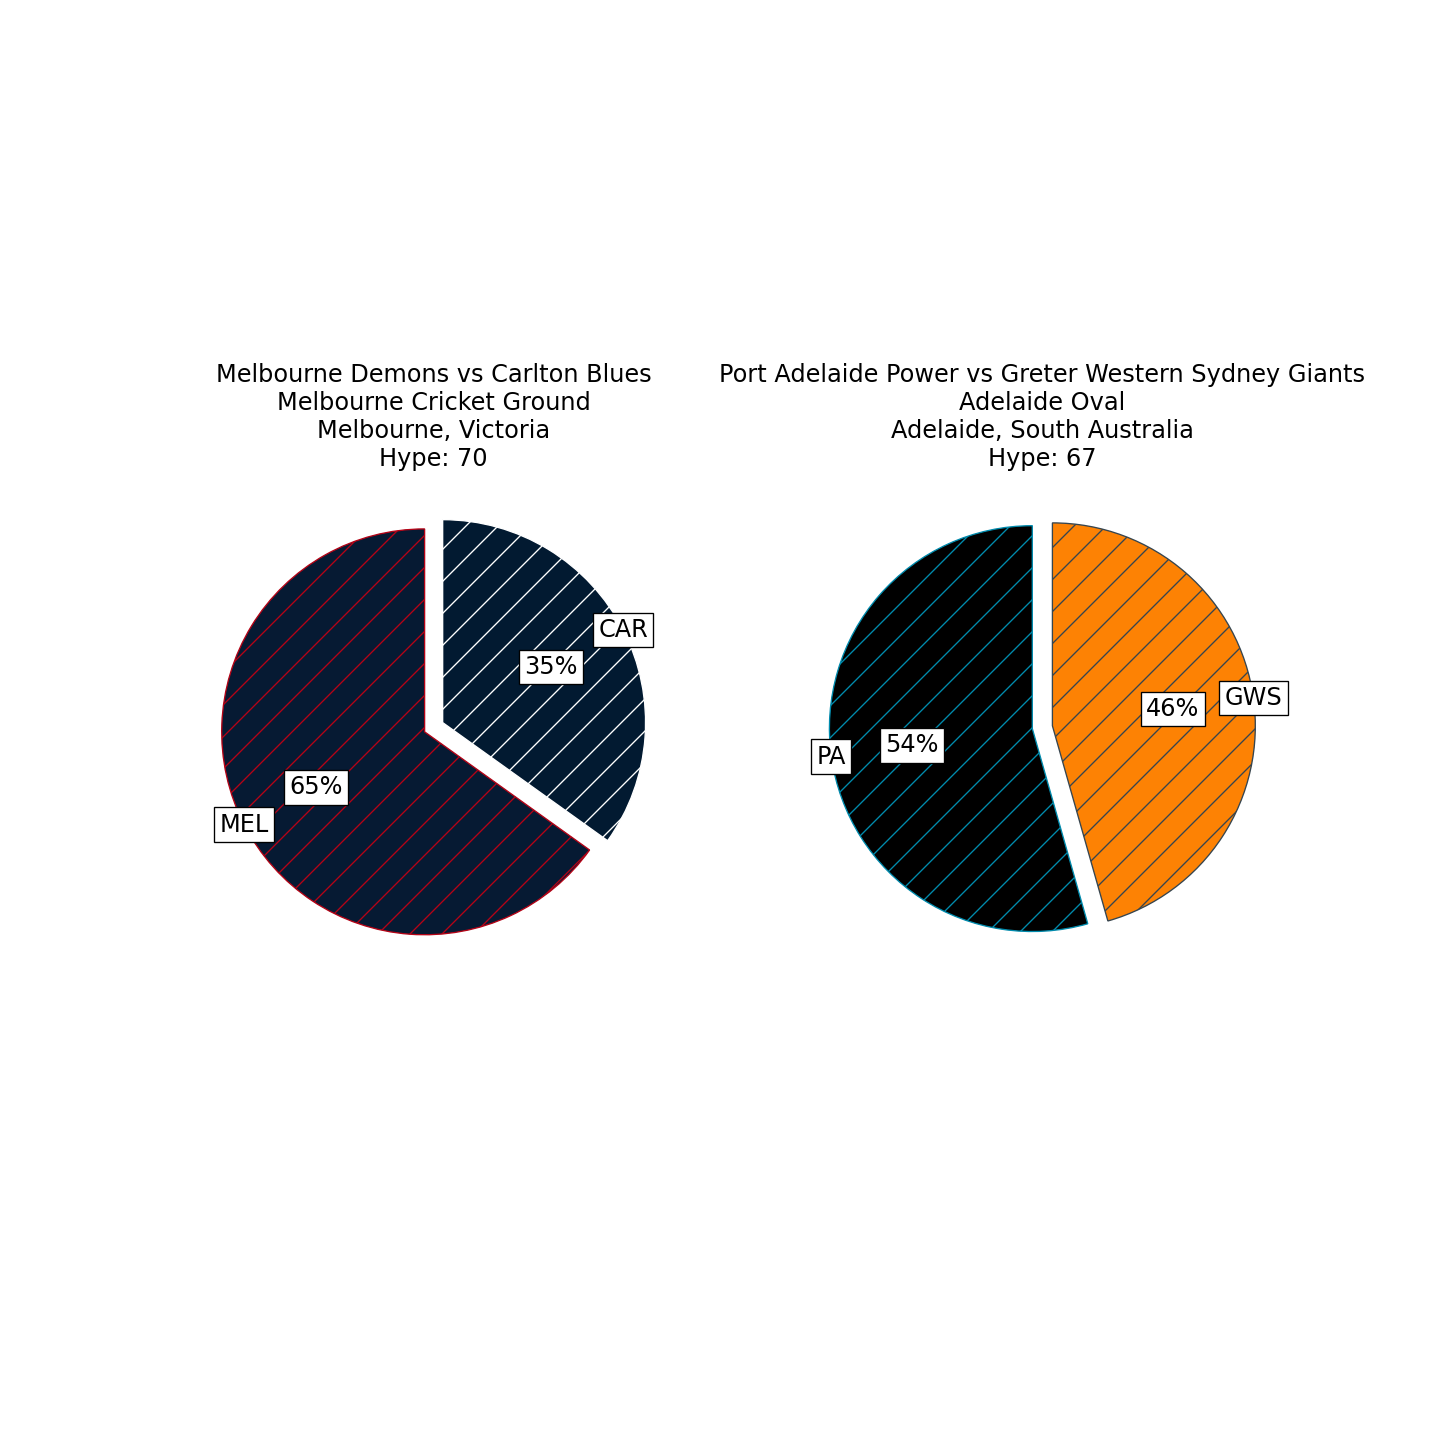 Melbourne Demons vs Carlton Blues
Melbourne Cricket Ground
Melbourne, Victoria
Hype: 70
CAR
35%
65%
MEL
Port Adelaide Power vs Greter Western Sydney Giants
Adelaide Oval
Adelaide, South Australia
Hype: 67
GWS
46%
54%
PA